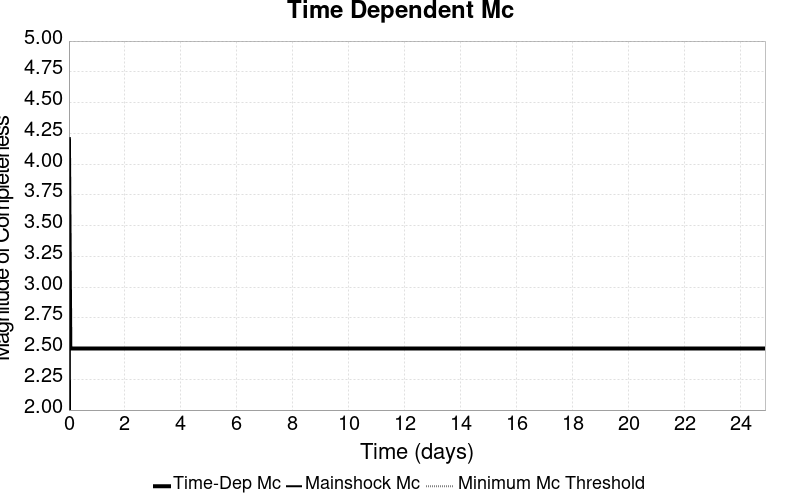 Time Dependent Mc
Magnitude of Completeness
5.00
4.75
4.50
4.25
4.00
3.75
3.50
3.25
3.00
2.75
2.50
2.25
2.00
0 2 4 6 8 10 12 14 16 18 20 22 24
Time (days)
Time-Dep Mc Mainshock Mc Minimum Mc Threshold